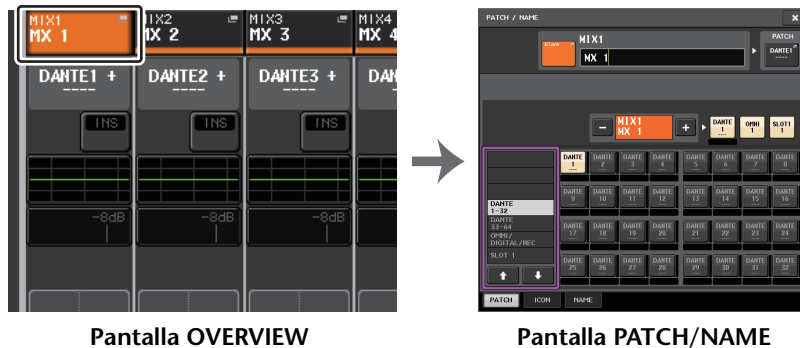 MIX1 MIX2 MIX3 MIX4
MX 1 MX 2 MX 3 MX 4
DANTE1 + DANTE2 + DANTE3 + DAN
---- ---- ----
INS INS INS
-8dB -8dB -8dB
Pantalla OVERVIEW
PATCH / NAME
×
Blank
MIX1
MX 1
PATCH
DANTE1
----
− MIX1 + DANTE OMNI SLOT1
MX 1 1 1 1
DANTE DANTE DANTE DANTE DANTE DANTE DANTE DANTE
1 2 3 4 5 6 7 8
DANTE DANTE DANTE DANTE DANTE DANTE DANTE DANTE
9 10 11 12 13 14 15 16
DANTE DANTE DANTE DANTE DANTE DANTE DANTE DANTE
17 18 19 20 21 22 23 24
DANTE DANTE DANTE DANTE DANTE DANTE DANTE DANTE
25 26 27 28 29 30 31 32
DANTE
1-32
DANTE
33-64
OMNI/
DIGITAL/REC
SLOT 1
PATCH ICON NAME
Pantalla PATCH/NAME